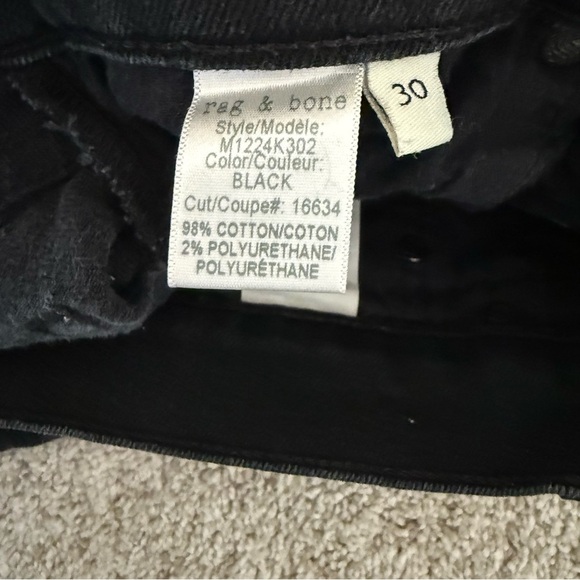 rag & bone
Style/Modèle:
M1224K302
Color/Couleur:
BLACK
Cut/Coupe#: 16634
98% COTTON/COTON
2% POLYURETHANE/
POLYURÉTHANE
30